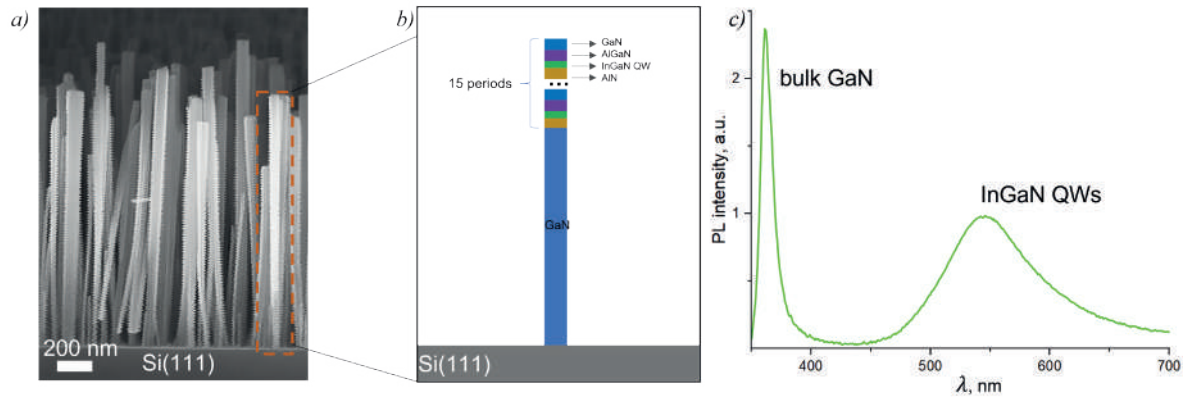 a)
200 nm
Si(111)
b)
GaN
AlGaN
InGaN QW
AlN
15 periods
GaN
Si(111)
c)
PL intensity, a.u.
2
1
bulk GaN
InGaN QWs
400 500 600 700
λ, nm